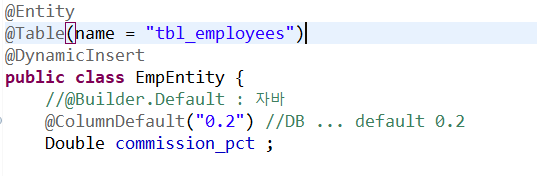 @Entity
@Table(name = "tbl_employees")
@DynamicInsert
public class EmpEntity {
//@Builder.Default : 자바
@ColumnDefault("0.2") //DB ... default 0.2
Double commission_pct ;